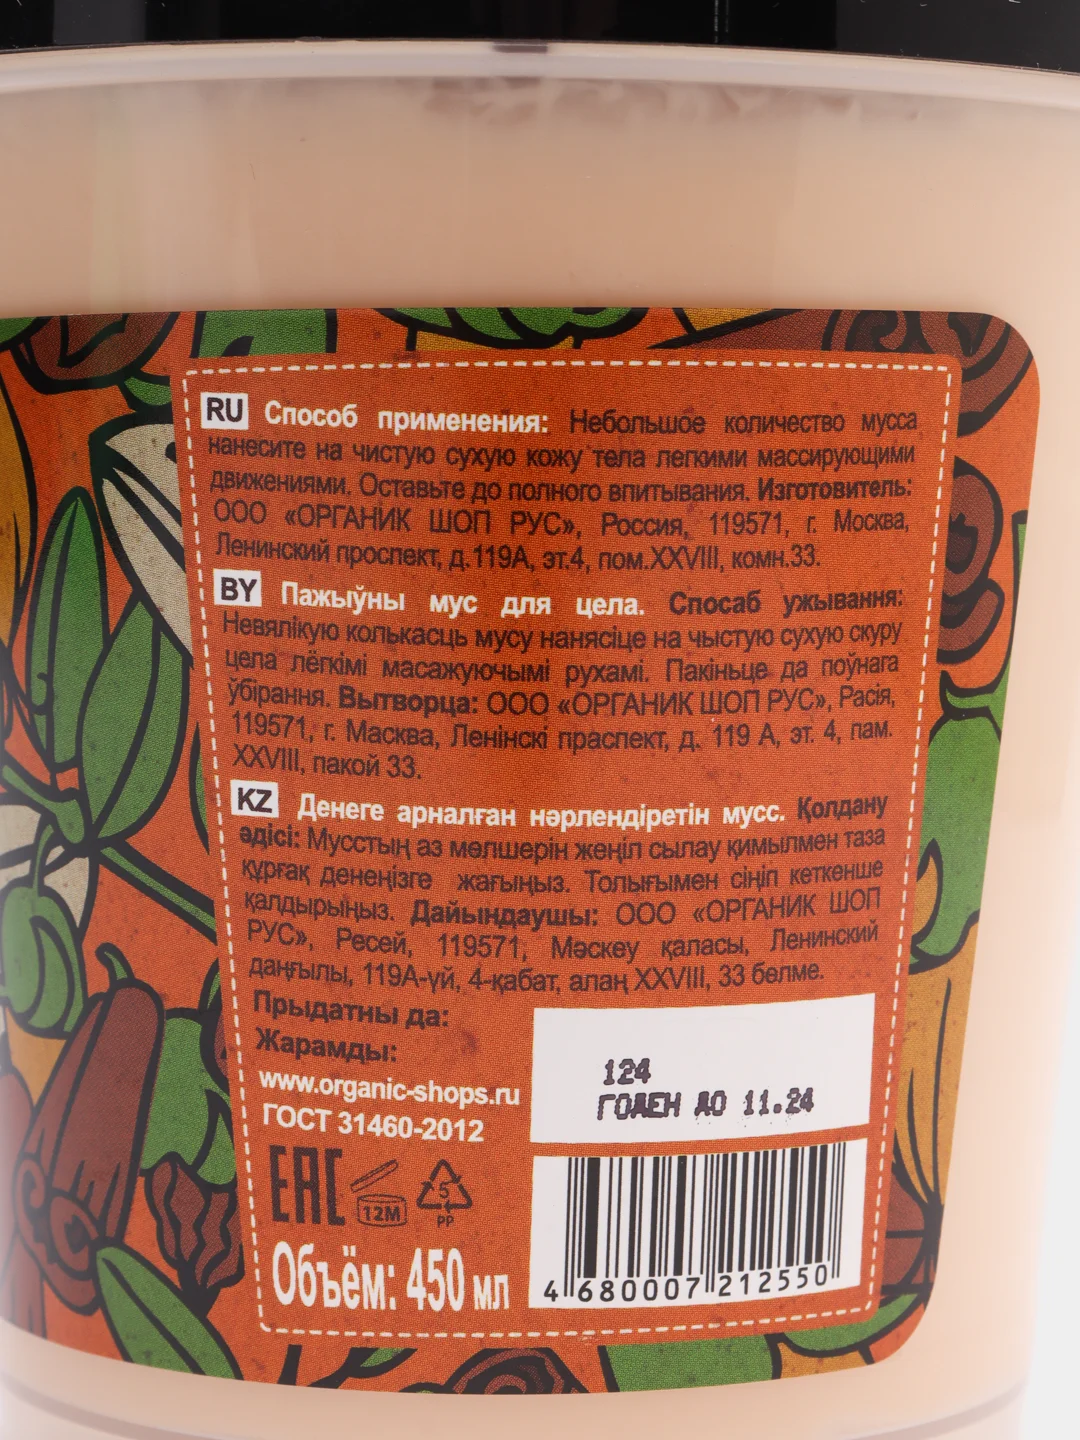 RU Способ применения: Небольшое количество мусса
нанесите на чистую сухую кожу тела легкими массирующими
движениями. Оставьте до полного впитывания. Изготовитель:
ООО «ОРГАНИК ШОП РУС», Россия, 119571, г. Москва,
Ленинский проспект, д.119А, эт.4, пом.XXVIII, комн.33.
BY Пажыўны мус для цела. Спосаб ужывання:
Невялікую колькасць мусу нанясіце на чыстую сухую скуру
цела лёгкімі масажуючымі рухамі. Пакіньце да поўнага
ўбірання. Вытворца: ООО «ОРГАНИК ШОП РУС», Расія,
119571, г. Масква, Ленінскі праспект, д. 119 А, эт. 4, пам.
XXVIII, пакой 33.
KZ Денеге арналған нәрлендіретін мусс. Қолдану
әдісі: Мусстың аз мөлшерін жеңіл сылау қимылмен таза
құрғақ дененізге жағыңыз. Толығымен сіңіп кеткенше
қалдырыңыз. Дайындаушы: ООО «ОРГАНИК ШОП
РУС», Ресей, 119571, Мәскеу қаласы, Ленинский
даңғылы, 119А-үй, 4-қабат, алаң XXVIII, 33 бөлме.
Прыдатны да:
Жарамды:
www.organic-shops.ru
ГОСТ 31460-2012
124
ГОДЕН ДО 11.24
EAC 12M 5 PP
Объём: 450 мл
4 680007 212550